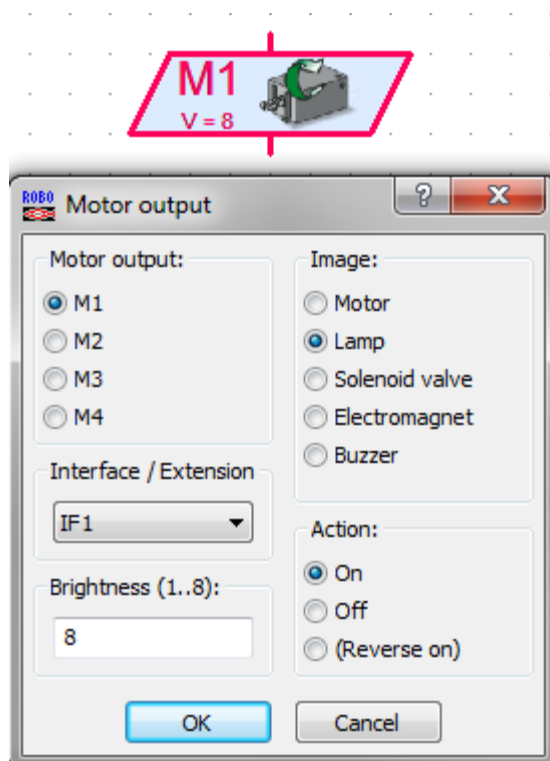 M1
V = 8
ROBO
Motor output
?
X
Motor output:
M1
M2
M3
M4
Interface / Extension
IF1
Brightness (1..8):
8
Image:
Motor
Lamp
Solenoid valve
Electromagnet
Buzzer
Action:
On
Off
(Reverse on)
OK
Cancel